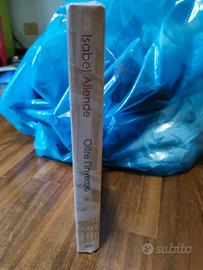 Isabel Allende
Oltre l'inverno
subito